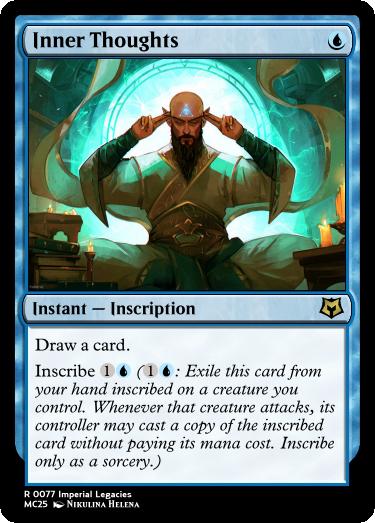 Inner Thoughts
Instant — Inscription
Draw a card.
Inscribe 1 (1 : Exile this card from
your hand inscribed on a creature you
control. Whenever that creature attacks, its
controller may cast a copy of the inscribed
card without paying its mana cost. Inscribe
only as a sorcery.)
R 0077 Imperial Legacies
MC25 Nikulina Helena